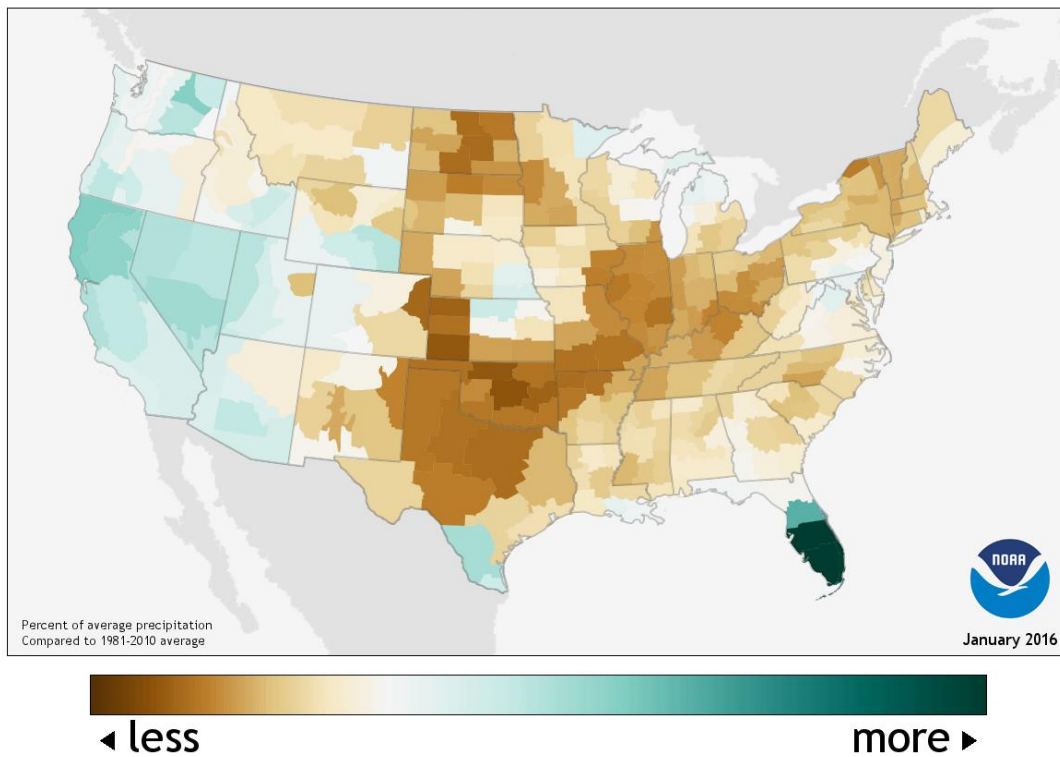 NOAA
Percent of average precipitation
Compared to 1981-2010 average
January 2016
less
more